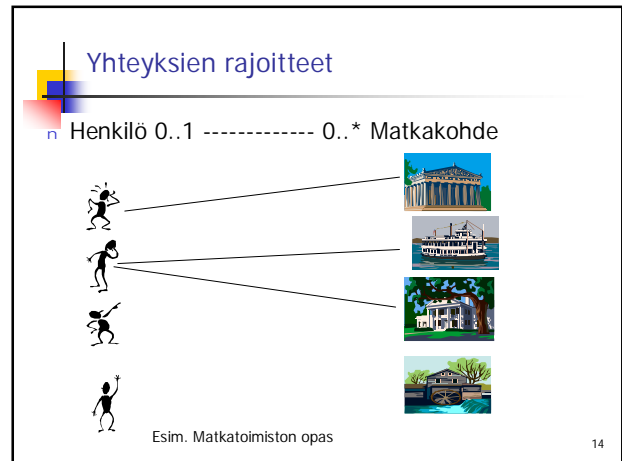 Yhteyksien rajoitteet
n Henkilö 0..1 ------------- 0..* Matkakohde
Esim. Matkatoimiston opas
14